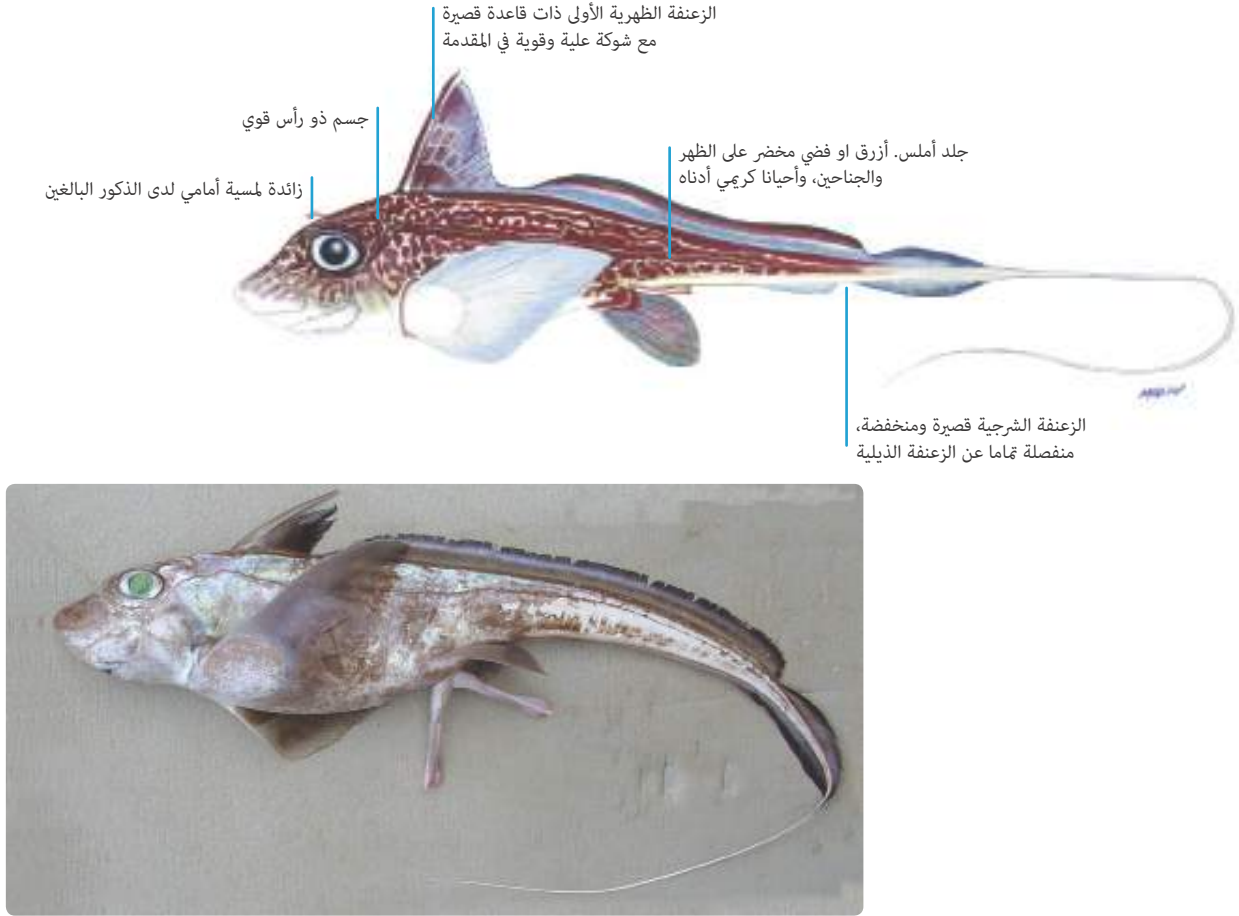 الزعنفة الظهرية الأولى ذات قاعدة قصيرة
مع شوكة علية وقوية في المقدمة
جسم ذو رأس قوي
جلد أملس. أزرق او فضي مخضر على الظهر
والجناحين، وأحيانا كريمي أدناه
زائدة لمسية أمامي لدى الذكور البالغين
الزعنفة الشرجية قصيرة ومنخفضة،
منفصلة تماما عن الزعنفة الذيلية